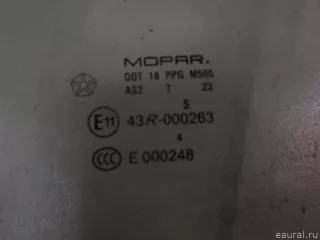 MOPAR.
DOT 18 PPG M505
AS2 7 23
S
E11 43R-000263
CCC E 000248
eaural.ru